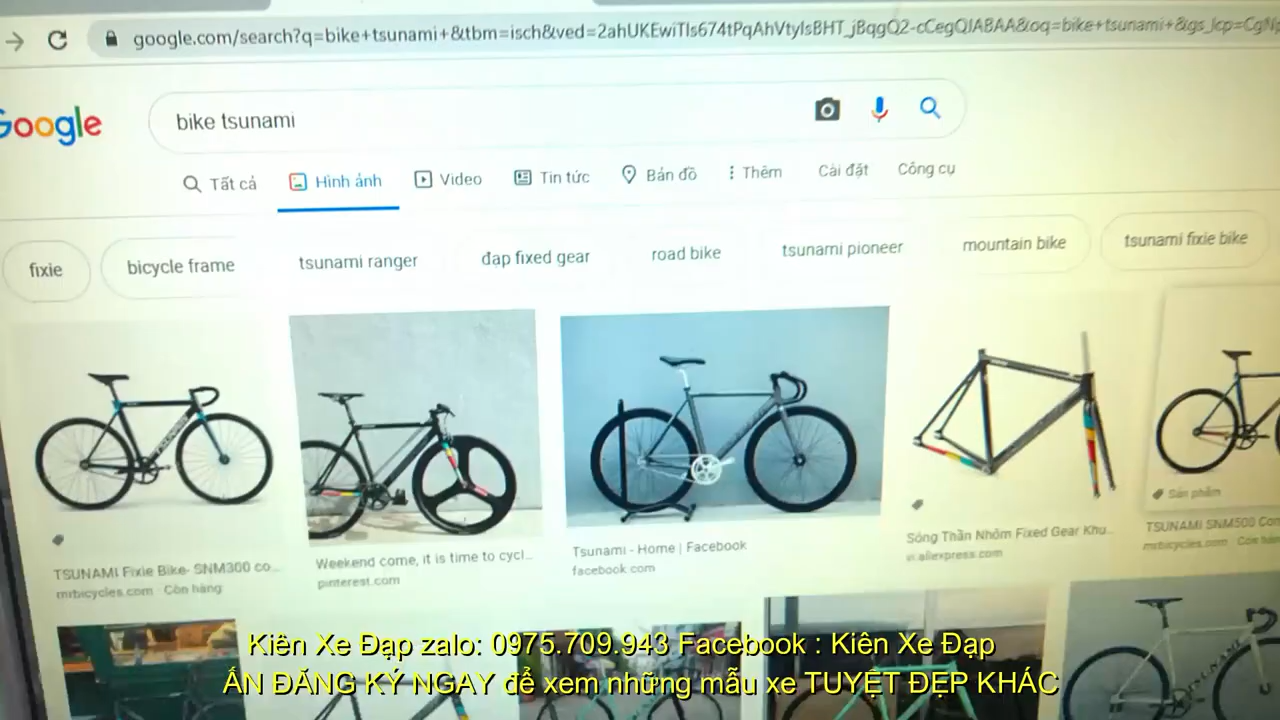 google.com/search?q=bike+tsunami+&tbm=isch&ved=2ahUKEwiTls674tPqAhVtyIsBHT_jBqgQ2-cCegQIABAA&oq=bike+tsunami+&gs_lcp=CgNp
Google
bike tsunami
Tất cả Hình ảnh Video Tin tức Bản đồ Thêm Cài đặt Công cụ
fixie bicycle frame tsunami ranger đạp fixed gear road bike tsunami pioneer mountain bike tsunami fixie bike
Sản phẩm
TSUNAMI Fixie Bike- SNM300 co...
mrbicycles.com · Còn hàng
Weekend come, it is time to cycl...
pinterest.com
Tsunami - Home | Facebook
facebook.com
Sóng Thần Nhôm Fixed Gear Khu...
vi.aliexpress.com
TSUNAMI SNM500 Con
mrbicycles.com · Còn hàn
Kiên Xe Đạp zalo: 0975.709.943 Facebook : Kiên Xe Đạp
ẤN ĐĂNG KÝ NGAY để xem những mẫu xe TUYỆT ĐẸP KHÁC